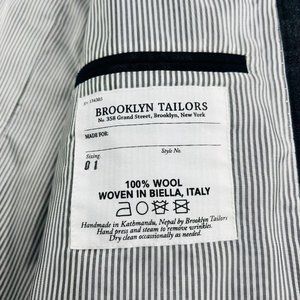 BROOKLYN TAILORS
No. 358 Grand Street, Brooklyn, New York
MADE FOR:
Sizing. Style No.
01
100% WOOL
WOVEN IN BIELLA, ITALY
Handmade in Kathmandu, Nepal by Brooklyn Tailors
Hand press and steam to remove wrinkles.
Dry clean occassionally as needed.